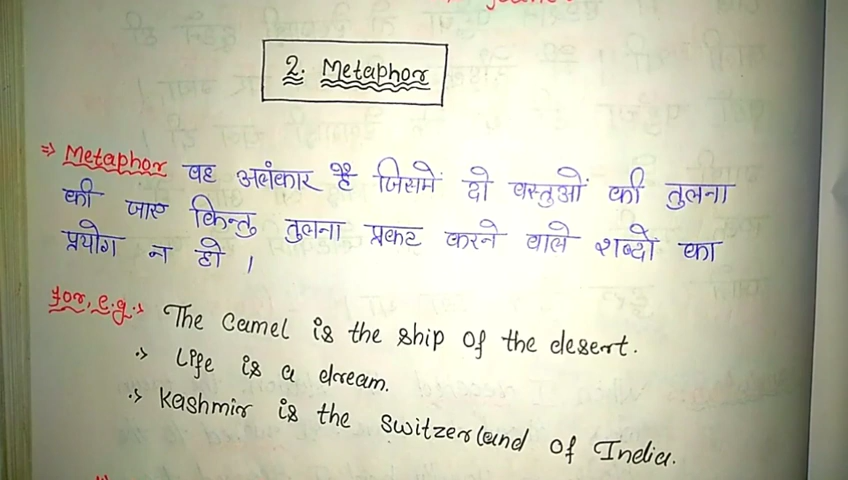 2. Metaphor
⇒ Metaphor वह अलंकार है जिसमें दो वस्तुओं की तुलना
की जाए किन्तु तुलना प्रकट करने वाले शब्दों का
प्रयोग न हो ।
For, e.g. :> The camel is the ship of the desert.
:> Life is a dream.
:> Kashmir is the Switzerland of India.